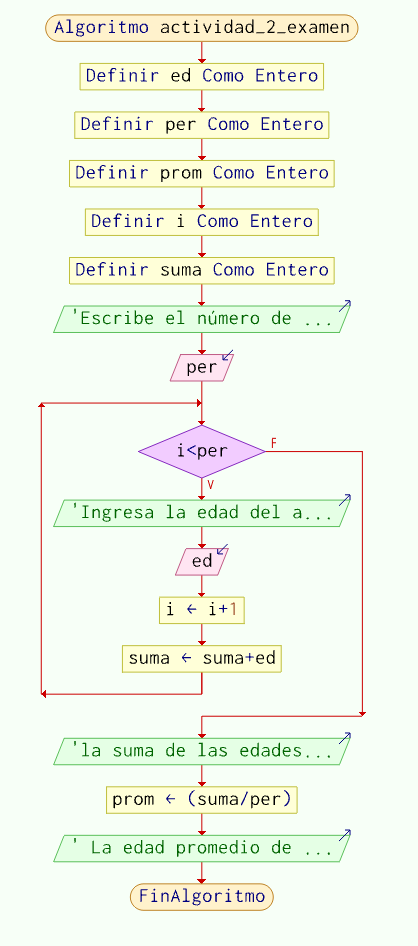 Algoritmo actividad_2_examen
Definir ed Como Entero
Definir per Como Entero
Definir prom Como Entero
Definir i Como Entero
Definir suma Como Entero
'Escribe el número de ...
per
i<per
F
V
'Ingresa la edad del a...
ed
i ← i+1
suma ← suma+ed
'la suma de las edades...
prom ← (suma/per)
' La edad promedio de ...
FinAlgoritmo